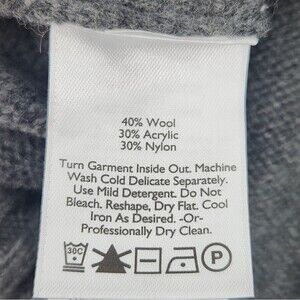 40% Wool
30% Acrylic
30% Nylon
Turn Garment Inside Out. Machine
Wash Cold Delicate Separately.
Use Mild Detergent. Do Not
Bleach. Reshape, Dry Flat. Cool
Iron As Desired. -Or-
Professionally Dry Clean.
30C P